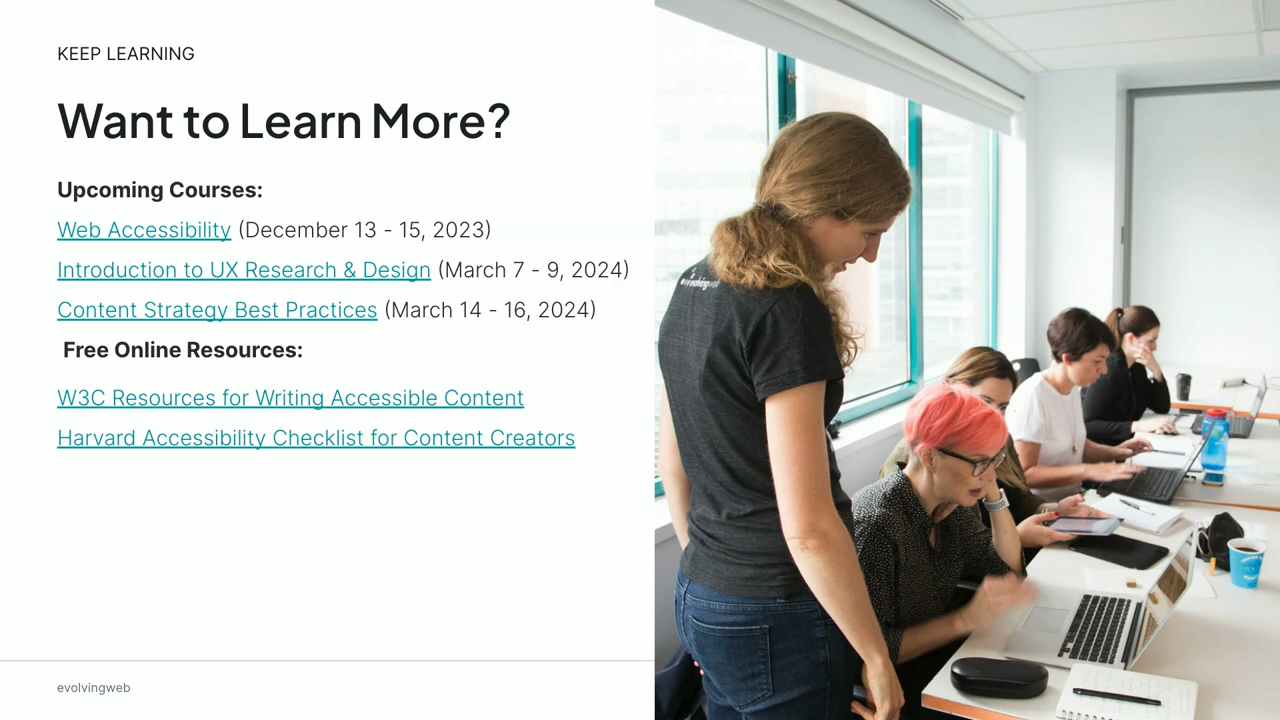 KEEP LEARNING
Want to Learn More?
Upcoming Courses:
Web Accessibility (December 13 - 15, 2023)
Introduction to UX Research & Design (March 7 - 9, 2024)
Content Strategy Best Practices (March 14 - 16, 2024)
Free Online Resources:
W3C Resources for Writing Accessible Content
Harvard Accessibility Checklist for Content Creators
evolvingweb